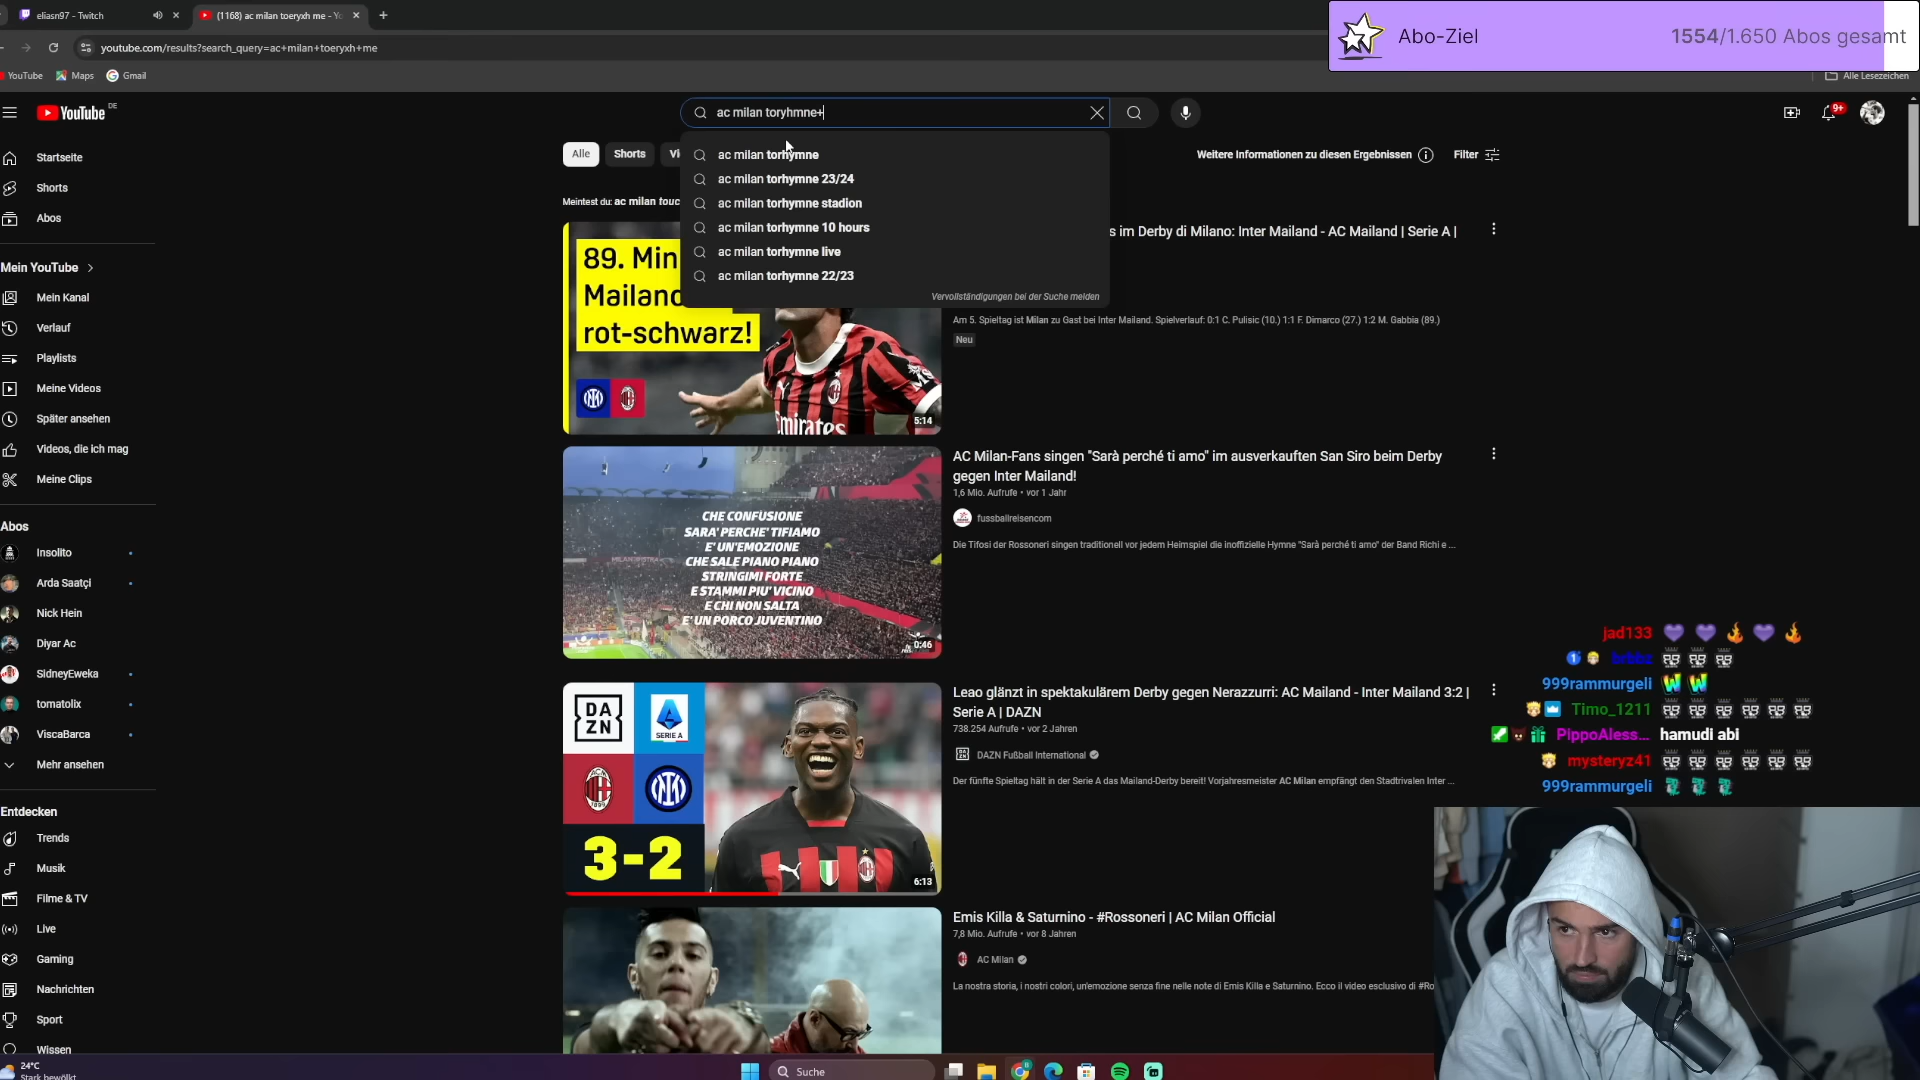 eliasn97 - Twitch
(1168) ac milan toeryxh me - Yo
youtube.com/results?search_query=ac+milan+toeryxh+me
YouTube
Maps
Gmail
Alle Lesezeichen
Abo-Ziel
1554/1.650 Abos gesamt
YouTube DE
ac milan toryhmne+
9+
ac milan torhymne
ac milan torhymne 23/24
ac milan torhymne stadion
ac milan torhymne 10 hours
ac milan torhymne live
ac milan torhymne 22/23
Vervollständigungen bei der Suche melden
Alle
Shorts
Vi
Weitere Informationen zu diesen Ergebnissen
Filter
Meintest du: ac milan touc
Startseite
Shorts
Abos
Mein YouTube
Mein Kanal
Verlauf
Playlists
Meine Videos
Später ansehen
Videos, die ich mag
Meine Clips
Abos
Insolito
Arda Saatçi
Nick Hein
Diyar Ac
SidneyEweka
tomatolix
ViscaBarca
Mehr ansehen
Entdecken
Trends
Musik
Filme & TV
Live
Gaming
Nachrichten
Sport
Wissen
89. Min
Mailand
rot-schwarz!
Emirates
5:14
s im Derby di Milano: Inter Mailand - AC Mailand | Serie A |
Am 5. Spieltag ist Milan zu Gast bei Inter Mailand. Spielverlauf: 0:1 C. Pulisic (10.) 1:1 F. Dimarco (27.) 1:2 M. Gabbia (89.)
Neu
CHE CONFUSIONE
SARA' PERCHE' TIFIAMO
E' UN'EMOZIONE
CHE SALE PIANO PIANO
STRINGIMI FORTE
E STAMMI PIU' VICINO
E CHI NON SALTA
E' UN PORCO JUVENTINO
0:46
AC Milan-Fans singen "Sarà perché ti amo" im ausverkauften San Siro beim Derby
gegen Inter Mailand!
1,6 Mio. Aufrufe • vor 1 Jahr
fussballreisencom
Die Tifosi der Rossoneri singen traditionell vor jedem Heimspiel die inoffizielle Hymne "Sarà perché ti amo" der Band Richi e ...
DA
ZN
SERIE A
3-2
6:13
Leao glänzt in spektakulärem Derby gegen Nerazzurri: AC Mailand - Inter Mailand 3:2 |
Serie A | DAZN
738.254 Aufrufe • vor 2 Jahren
DAZN Fußball International
Der fünfte Spieltag hält in der Serie A das Mailand-Derby bereit! Vorjahresmeister AC Milan empfängt den Stadtrivalen Inter ...
Emis Killa & Saturnino - #Rossoneri | AC Milan Official
7,8 Mio. Aufrufe • vor 8 Jahren
AC Milan
La nostra storia, i nostri colori, un'emozione senza fine nelle note di Emis Killa e Saturnino. Ecco il video esclusivo di #Ro
jad133
brbbz
999rammurgeli
Timo_1211
PippoAless... hamudi abi
mysteryz41
999rammurgeli
24°C
Stark bewölkt
Suche